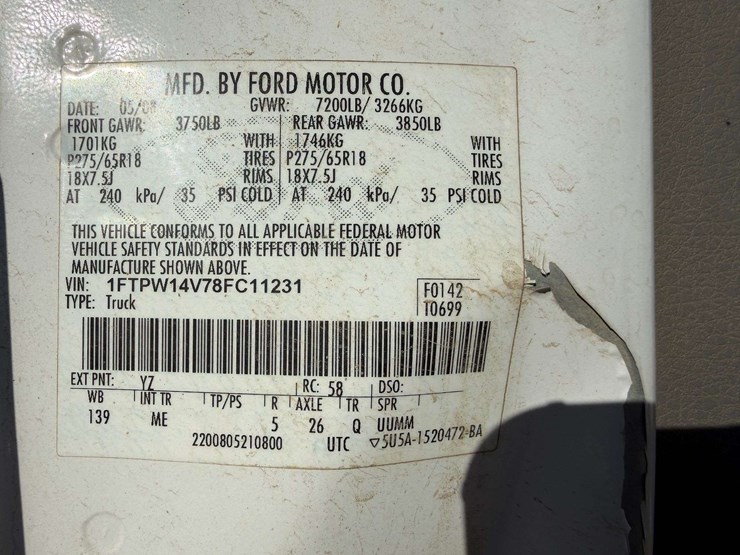 MFD. BY FORD MOTOR CO.
DATE: 05/08 GVWR: 7200LB/ 3266KG
FRONT GAWR: 3750LB REAR GAWR: 3850LB
1701KG WITH 1746KG WITH
P275/65R18 TIRES P275/65R18 TIRES
18X7.5J RIMS 18X7.5J RIMS
AT 240 kPa/ 35 PSI COLD AT 240 kPa/ 35 PSI COLD
THIS VEHICLE CONFORMS TO ALL APPLICABLE FEDERAL MOTOR
VEHICLE SAFETY STANDARDS IN EFFECT ON THE DATE OF
MANUFACTURE SHOWN ABOVE.
VIN: 1FTPW14V78FC11231 F0142
TYPE: Truck T0699
EXT PNT: YZ RC: 58 DSO:
WB INT TR TP/PS R AXLE TR SPR
139 ME 5 26 Q UUMM
2200805210800 UTC ▽5U5A-1520472-BA